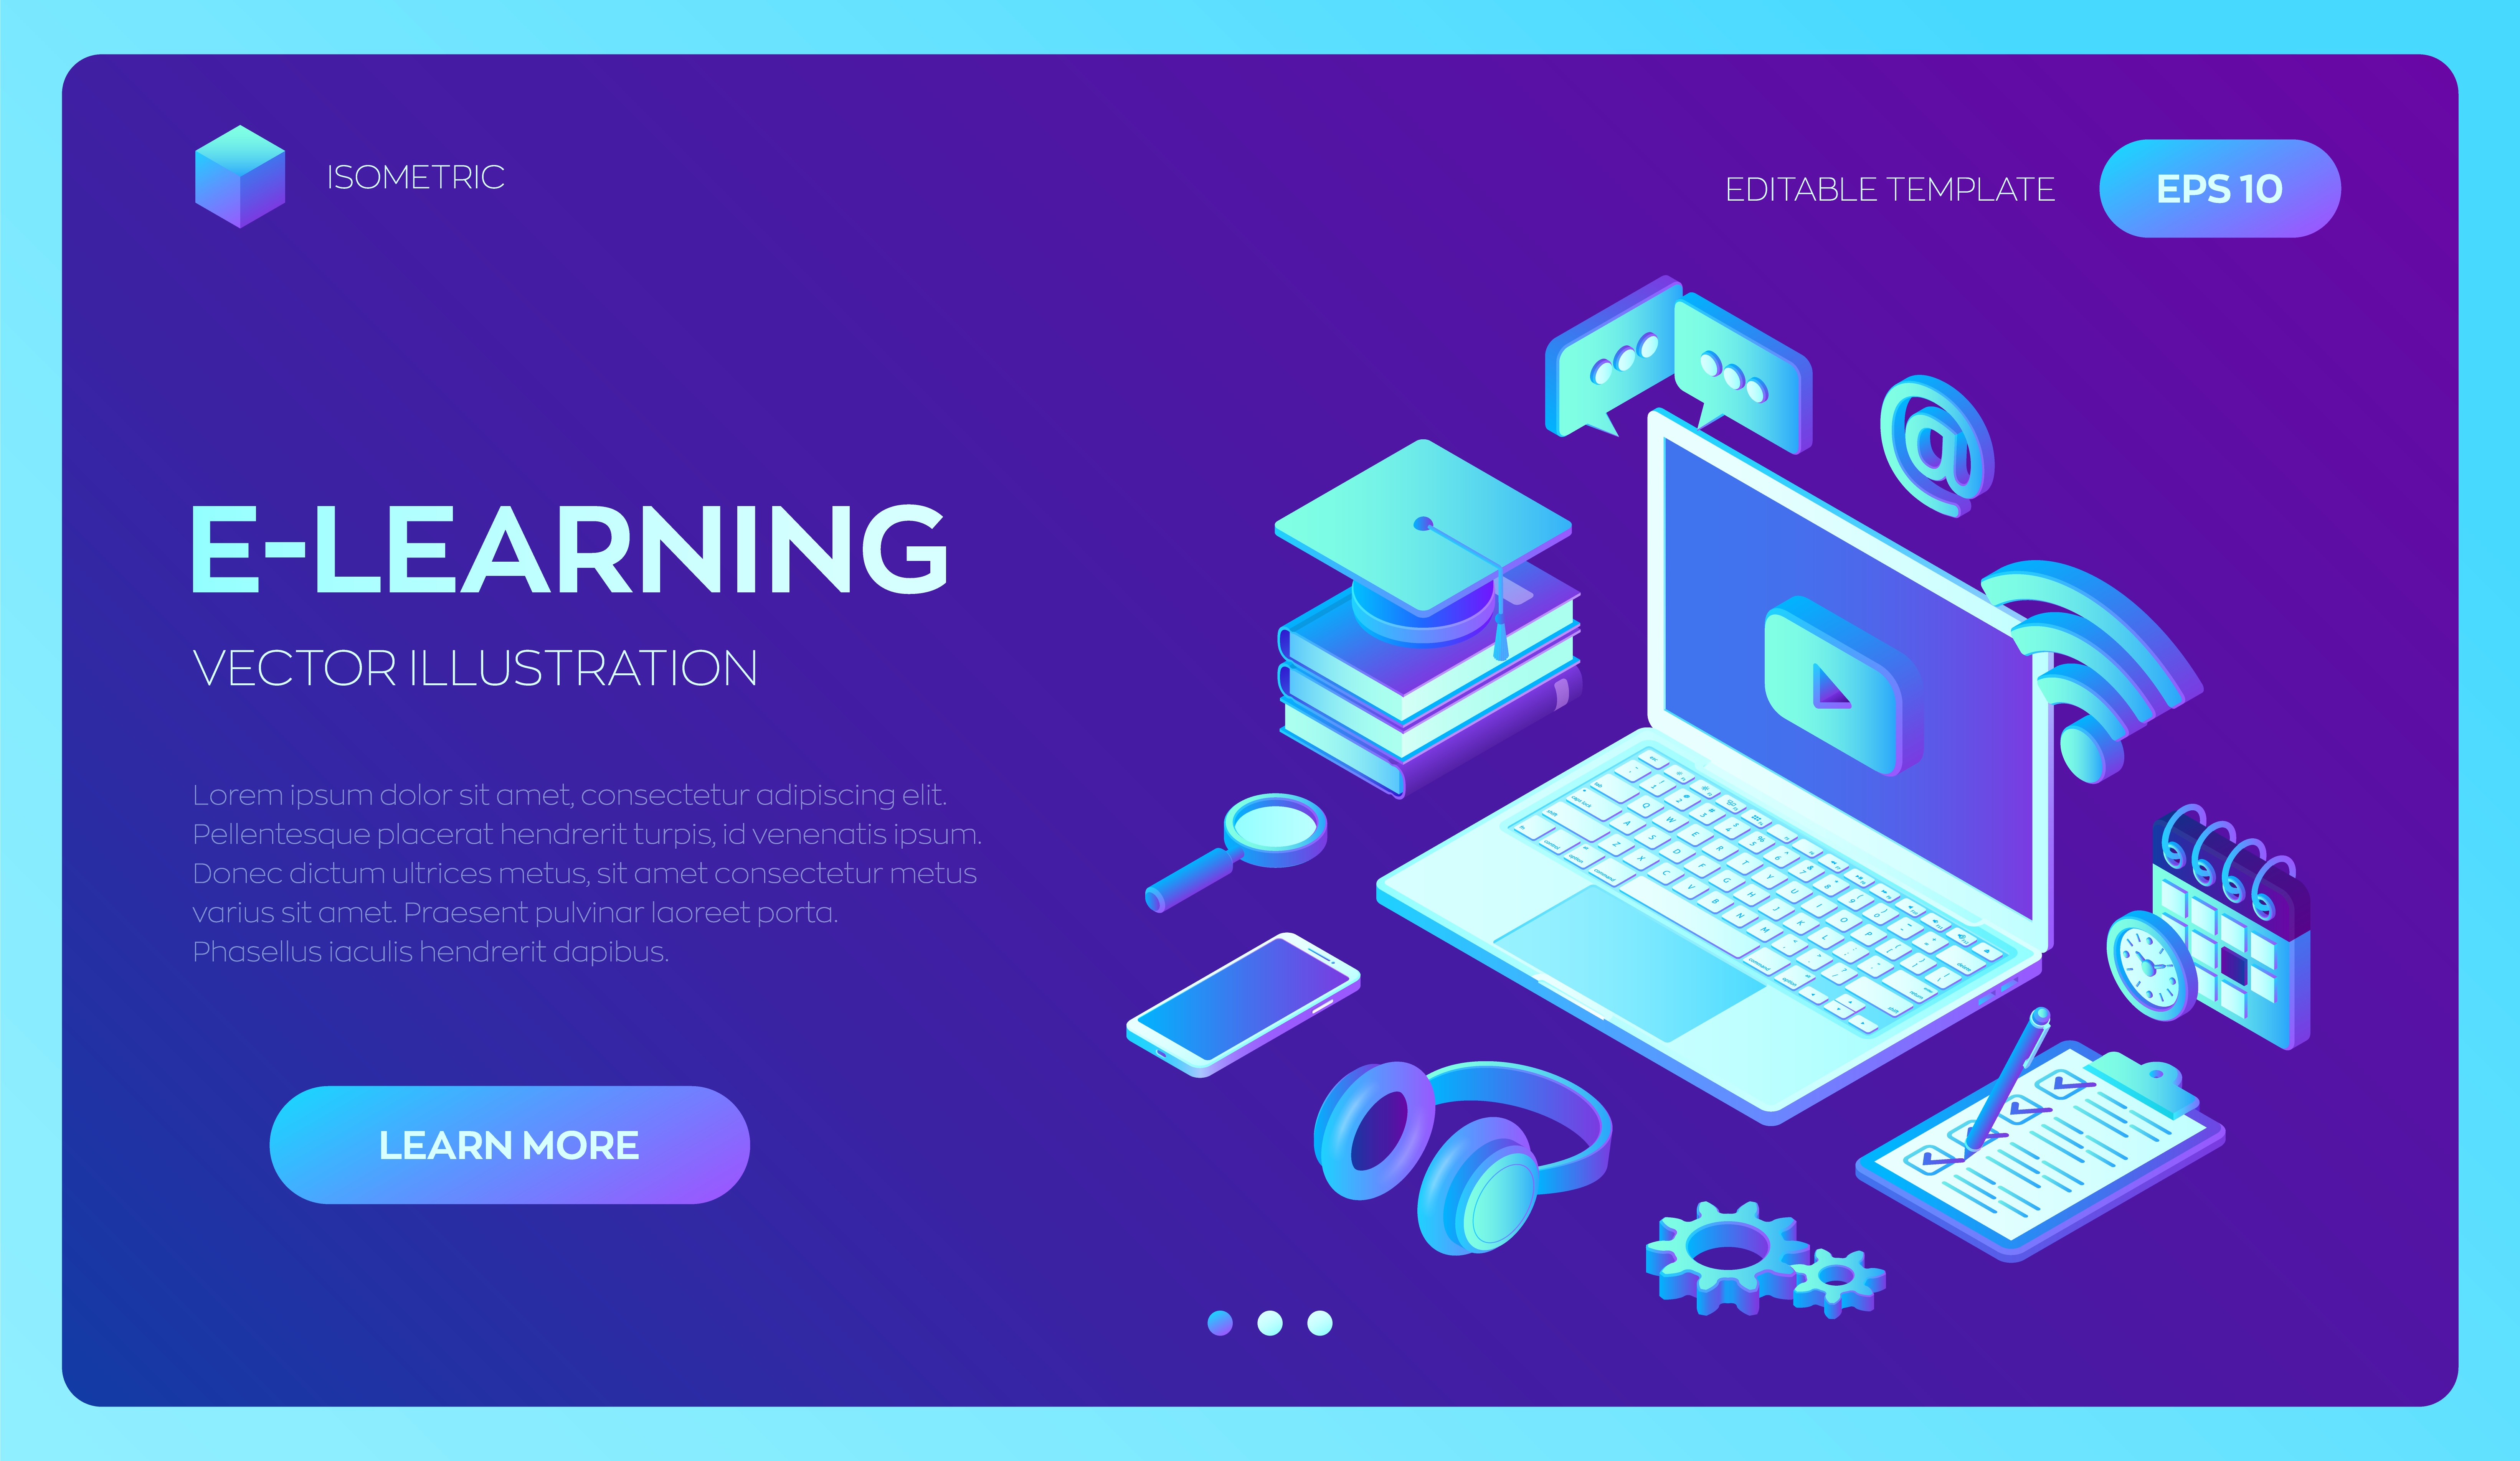 ISOMETRIC
EDITABLE TEMPLATE
EPS 10
E-LEARNING
VECTOR ILLUSTRATION
Lorem ipsum dolor sit amet, consectetur adipiscing elit.
Pellentesque placerat hendrerit turpis, id venenatis ipsum.
Donec dictum ultrices metus, sit amet consectetur metus
varius sit amet. Praesent pulvinar laoreet porta.
Phasellus iaculis hendrerit dapibus.
LEARN MORE
@